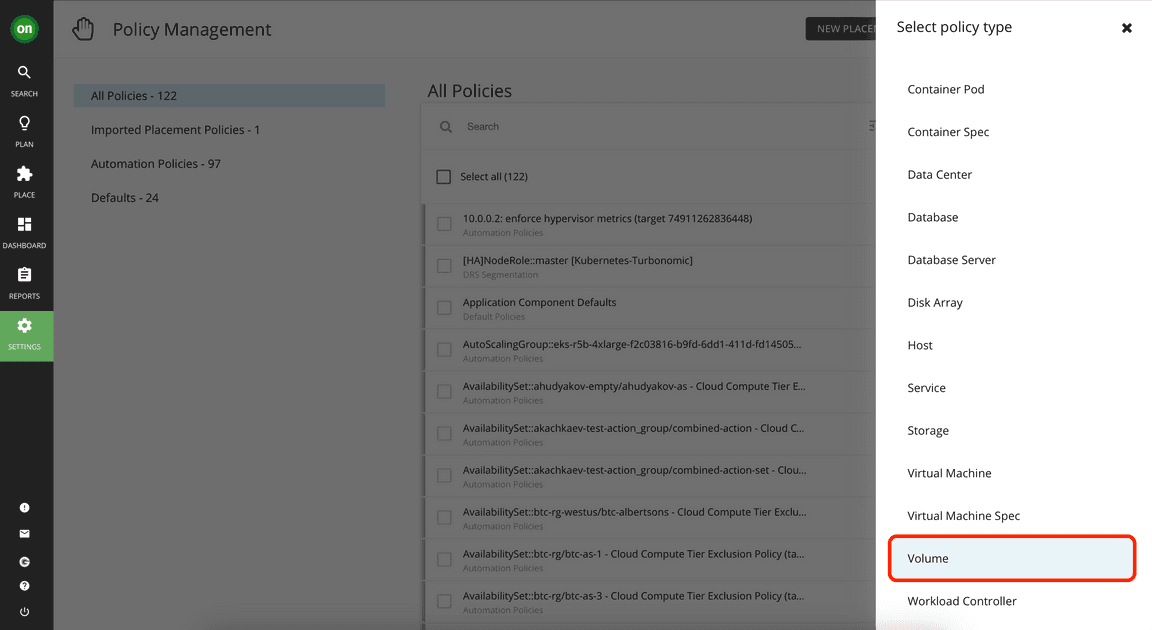 on
SEARCH
PLAN
PLACE
DASHBOARD
REPORTS
SETTINGS
Policy Management
NEW PLACEM
All Policies - 122
Imported Placement Policies - 1
Automation Policies - 97
Defaults - 24
All Policies
Search
Select all (122)
10.0.0.2: enforce hypervisor metrics (target 74911262836448)
Automation Policies
[HA]NodeRole::master [Kubernetes-Turbonomic]
DRS Segmentation
Application Component Defaults
Default Policies
AutoScalingGroup::eks-r5b-4xlarge-f2c03816-b9fd-6dd1-411d-fd14505...
Automation Policies
AvailabilitySet::ahudyakov-empty/ahudyakov-as - Cloud Compute Tier E...
Automation Policies
AvailabilitySet::akachkaev-test-action_group/combined-action - Cloud C...
Automation Policies
AvailabilitySet::akachkaev-test-action_group/combined-action-set - Clou...
Automation Policies
AvailabilitySet::btc-rg-westus/btc-albertsons - Cloud Compute Tier Exclu...
Automation Policies
AvailabilitySet::btc-rg/btc-as-1 - Cloud Compute Tier Exclusion Policy (ta...
Automation Policies
AvailabilitySet::btc-rg/btc-as-3 - Cloud Compute Tier Exclusion Policy (ta...
Automation Policies
Select policy type
Container Pod
Container Spec
Data Center
Database
Database Server
Disk Array
Host
Service
Storage
Virtual Machine
Virtual Machine Spec
Volume
Workload Controller